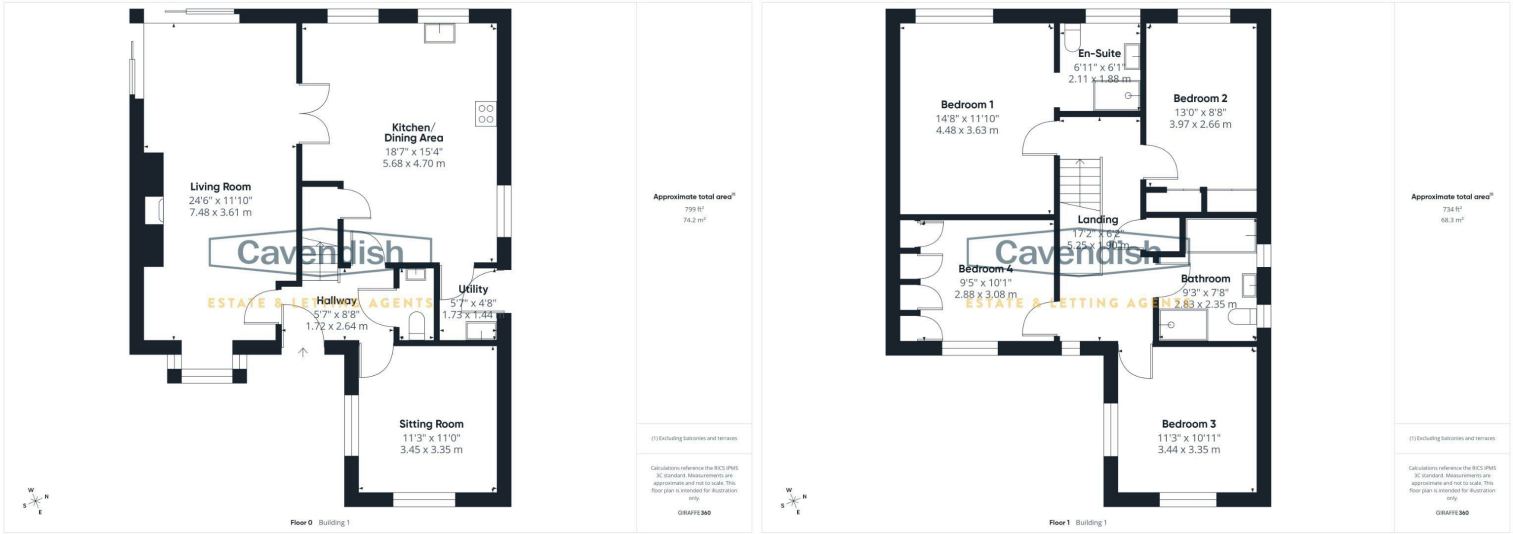 Living Room
24'6" x 11'10"
7.48 x 3.61 m
Kitchen/
Dining Area
18'7" x 15'4"
5.68 x 4.70 m
Cavendish
ESTATE & LETTING AGENTS
Hallway
5'7" x 8'8"
1.72 x 2.64 m
Utility
5'7" x 4'8"
1.73 x 1.44
Sitting Room
11'3" x 11'0"
3.45 x 3.35 m
W
N
S
E
Floor 0 Building 1
Approximate total area⁽¹⁾
799 ft²
74.2 m²
(1) Excluding balconies and terraces
Calculations reference the RICS IPMS
3C standard. Measurements are
approximate and not to scale. This
floor plan is intended for illustration
only.
GIRAFFE360
En-Suite
6'11" x 6'1"
2.11 x 1.88 m
Bedroom 1
14'8" x 11'10"
4.48 x 3.63 m
Bedroom 2
13'0" x 8'8"
3.97 x 2.66 m
Landing
17'2" x 6'2"
5.25 x 1.90 m
Cavendish
ESTATE & LETTING AGENTS
Bedroom 4
9'5" x 10'1"
2.88 x 3.08 m
Bathroom
9'3" x 7'8"
2.83 x 2.35 m
Bedroom 3
11'3" x 10'11"
3.44 x 3.35 m
W
N
S
E
Floor 1 Building 1
Approximate total area⁽¹⁾
734 ft²
68.3 m²
(1) Excluding balconies and terraces
Calculations reference the RICS IPMS
3C standard. Measurements are
approximate and not to scale. This
floor plan is intended for illustration
only.
GIRAFFE360